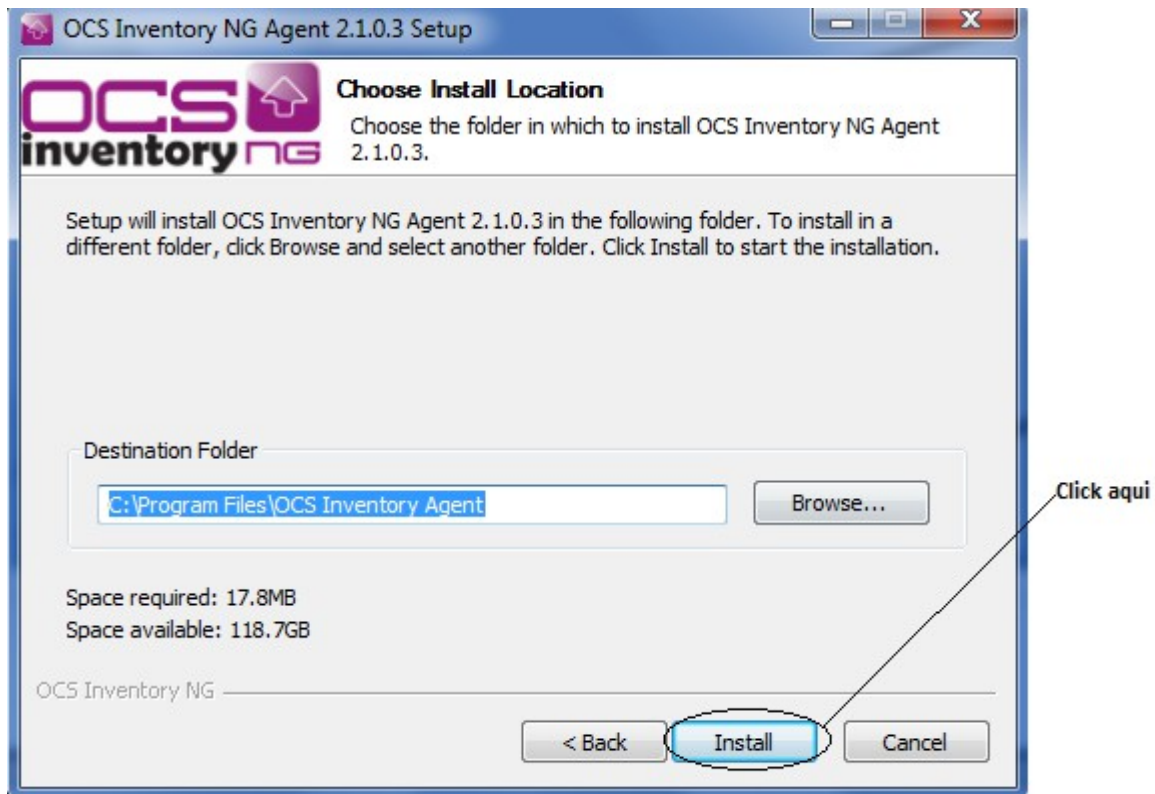 OCS Inventory NG Agent 2.1.0.3 Setup
OCS
inventory NG
Choose Install Location
Choose the folder in which to install OCS Inventory NG Agent
2.1.0.3.
Setup will install OCS Inventory NG Agent 2.1.0.3 in the following folder. To install in a
different folder, click Browse and select another folder. Click Install to start the installation.
Destination Folder
C:\Program Files\OCS Inventory Agent
Browse...
Click aqui
Space required: 17.8MB
Space available: 118.7GB
OCS Inventory NG
< Back
Install
Cancel